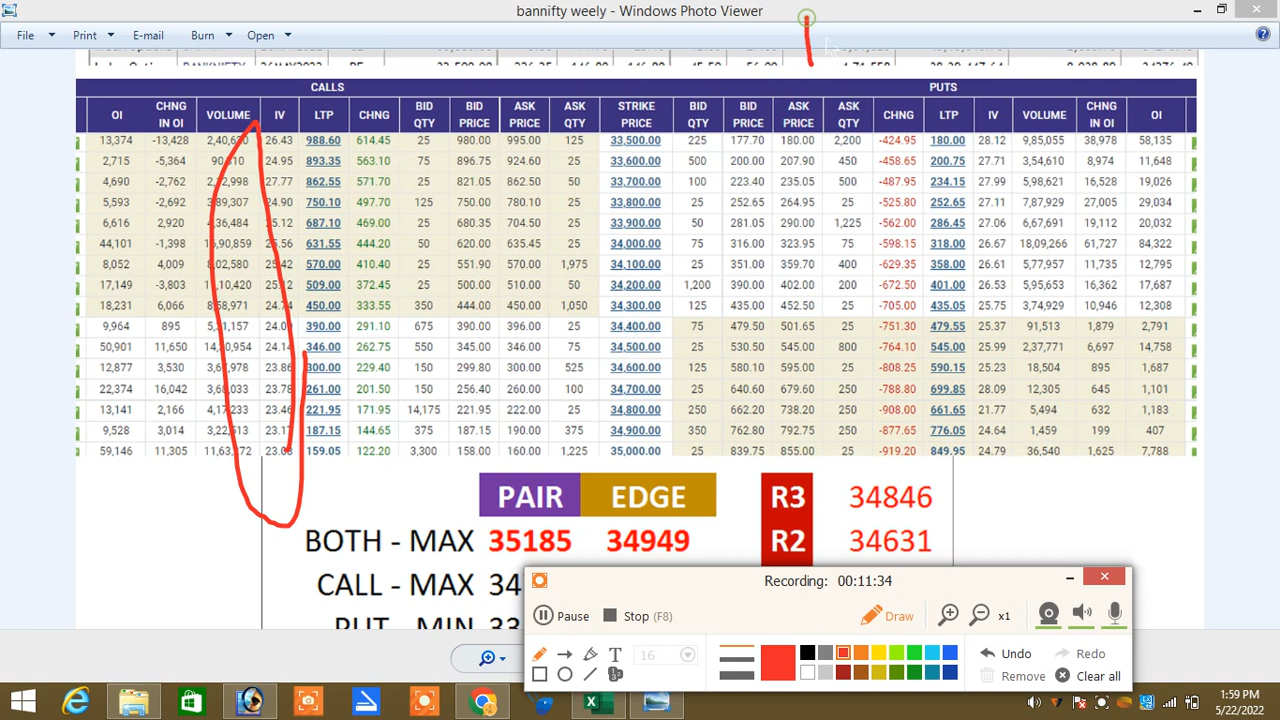 bannifty weely - Windows Photo Viewer
File Print E-mail Burn Open
CALLS PUTS
OI CHNG IN OI VOLUME IV LTP CHNG BID QTY BID PRICE ASK PRICE ASK QTY STRIKE PRICE BID QTY BID PRICE ASK PRICE ASK QTY CHNG LTP IV VOLUME CHNG IN OI OI
13,374 -13,428 26.43 988.60 614.45 25 980.00 995.00 125 33,500.00 225 177.70 180.00 2,200 -424.95 180.00 28.12 9,85,055 38,978 58,135
2,715 -5,364 24.95 893.35 563.10 75 896.75 924.60 25 33,600.00 500 200.00 207.90 450 -458.65 200.75 27.71 3,54,610 8,974 11,648
4,690 -2,762 27.77 862.55 571.70 25 821.05 862.50 50 33,700.00 100 223.40 235.05 500 -487.95 234.15 27.99 5,98,621 16,528 19,026
5,593 -2,692 24.90 750.10 497.70 125 750.00 780.10 25 33,800.00 25 252.65 264.95 25 -525.80 252.65 27.11 7,87,929 27,005 29,034
6,616 2,920 687.10 469.00 25 680.35 704.50 25 33,900.00 50 281.05 290.00 1,225 -562.00 286.45 27.06 6,67,691 19,112 20,032
44,101 -1,398 631.55 444.20 50 620.00 635.45 25 34,000.00 75 316.00 323.95 75 -598.15 318.00 26.67 18,09,266 61,727 84,322
8,052 4,009 570.00 410.40 25 551.90 570.00 1,975 34,100.00 25 351.00 359.70 400 -629.35 358.00 26.61 5,77,957 11,735 12,795
17,149 -3,803 509.00 372.45 25 500.00 510.00 50 34,200.00 1,200 390.00 402.00 200 -672.50 401.00 26.53 5,95,653 16,362 17,687
18,231 6,066 450.00 333.55 350 444.00 450.00 1,050 34,300.00 125 435.00 452.50 25 -705.00 435.05 25.75 3,74,929 10,946 12,308
9,964 895 390.00 291.10 675 390.00 396.00 25 34,400.00 75 479.50 501.65 25 -751.30 479.55 25.37 91,513 1,879 2,791
50,901 11,650 346.00 262.75 550 345.00 346.00 75 34,500.00 25 530.50 545.00 800 -764.10 545.00 25.99 2,37,771 6,697 14,758
12,877 3,530 23.86 300.00 229.40 150 299.80 300.00 525 34,600.00 125 580.10 595.00 25 -808.25 590.15 25.23 18,504 895 1,687
22,374 16,042 23.78 261.00 201.50 150 256.40 260.00 100 34,700.00 25 640.60 679.60 250 -788.80 699.85 28.09 12,305 645 1,101
13,141 2,166 23.46 221.95 171.95 14,175 221.95 222.00 25 34,800.00 250 662.20 738.20 250 -908.00 661.65 21.77 5,494 632 1,183
9,528 3,014 187.15 144.65 375 187.15 190.00 375 34,900.00 350 762.80 792.75 250 -877.65 776.05 24.64 1,459 199 407
59,146 11,305 159.05 122.20 3,300 158.00 160.00 1,225 35,000.00 25 839.75 855.00 25 -919.20 849.95 24.79 36,540 1,625 7,788
PAIR EDGE R3 34846
BOTH - MAX 35185 34949 R2 34631
CALL - MAX
PUT - MIN
Recording: 00:11:34
Pause Stop (F8) Draw x1
T 16 Undo Redo
Remove Clear all
1:59 PM
5/22/2022